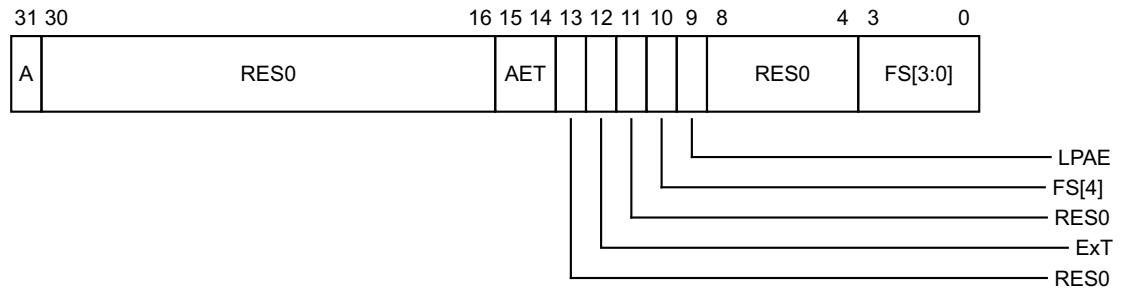 31 30 16 15 14 13 12 11 10 9 8 4 3 0
A RES0 AET RES0 FS[3:0]
LPAE
FS[4]
RES0
ExT
RES0